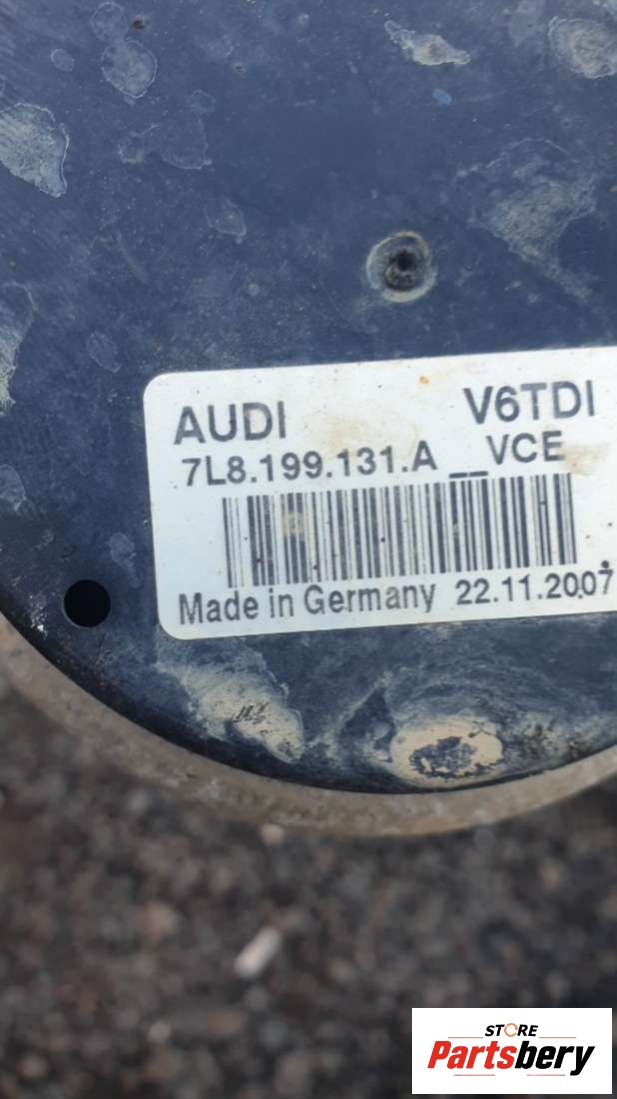 AUDI V6TDI
7L8.199.131.A __VCE
Made in Germany 22.11.2007
STORE
Partsbery